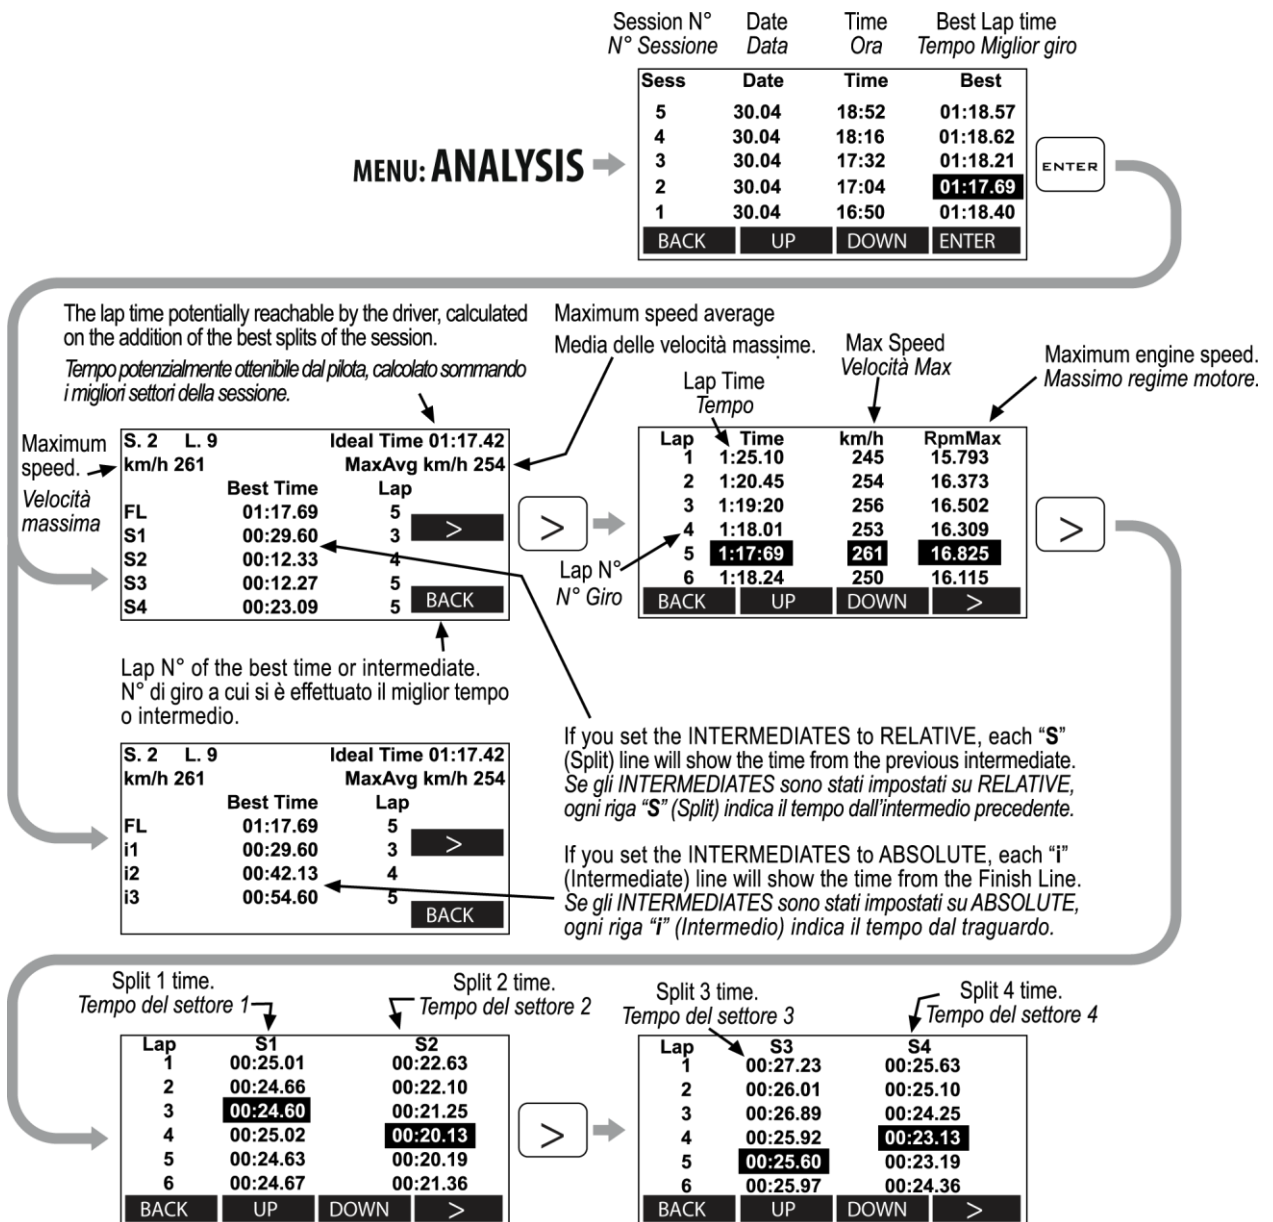 Session N° Date Time Best Lap time
N° Sessione Data Ora Tempo Miglior giro
Sess Date Time Best
5 30.04 18:52 01:18.57
4 30.04 18:16 01:18.62
3 30.04 17:32 01:18.21
2 30.04 17:04 01:17.69
1 30.04 16:50 01:18.40
BACK UP DOWN ENTER
MENU: ANALYSIS
ENTER
The lap time potentially reachable by the driver, calculated
on the addition of the best splits of the session.
Tempo potenzialmente ottenibile dal pilota, calcolato sommando
i migliori settori della sessione.
Maximum speed average
Media delle velocità massime.
Max Speed
Velocità Max
Maximum engine speed.
Massimo regime motore.
Lap Time
Tempo
Maximum
speed.
Velocità
massima
S. 2 L. 9 Ideal Time 01:17.42
km/h 261 MaxAvg km/h 254
Best Time Lap
FL 01:17.69 5
S1 00:29.60 3 >
S2 00:12.33 4
S3 00:12.27 5
S4 00:23.09 5 BACK
>
Lap Time km/h RpmMax
1 1:25.10 245 15.793
2 1:20.45 254 16.373
3 1:19:20 256 16.502
4 1:18.01 253 16.309
5 1:17:69 261 16.825
6 1:18.24 250 16.115
BACK UP DOWN >
>
Lap N°
N° Giro
Lap N° of the best time or intermediate.
N° di giro a cui si è effettuato il miglior tempo
o intermedio.
S. 2 L. 9 Ideal Time 01:17.42
km/h 261 MaxAvg km/h 254
Best Time Lap
FL 01:17.69 5
i1 00:29.60 3 >
i2 00:42.13 4
i3 00:54.60 5
BACK
If you set the INTERMEDIATES to RELATIVE, each “S”
(Split) line will show the time from the previous intermediate.
Se gli INTERMEDIATES sono stati impostati su RELATIVE,
ogni riga “S” (Split) indica il tempo dall’intermedio precedente.
If you set the INTERMEDIATES to ABSOLUTE, each “i”
(Intermediate) line will show the time from the Finish Line.
Se gli INTERMEDIATES sono stati impostati su ABSOLUTE,
ogni riga “i” (Intermedio) indica il tempo dal traguardo.
Split 1 time.
Tempo del settore 1
Split 2 time.
Tempo del settore 2
Lap S1 S2
1 00:25.01 00:22.63
2 00:24.66 00:22.10
3 00:24.60 00:21.25
4 00:25.02 00:20.13
5 00:24.63 00:20.19
6 00:24.67 00:21.36
BACK UP DOWN >
>
Split 3 time.
Tempo del settore 3
Split 4 time.
Tempo del settore 4
Lap S3 S4
1 00:27.23 00:25.63
2 00:26.01 00:25.10
3 00:26.89 00:24.25
4 00:25.92 00:23.13
5 00:25.60 00:23.19
6 00:25.97 00:24.36
BACK UP DOWN >